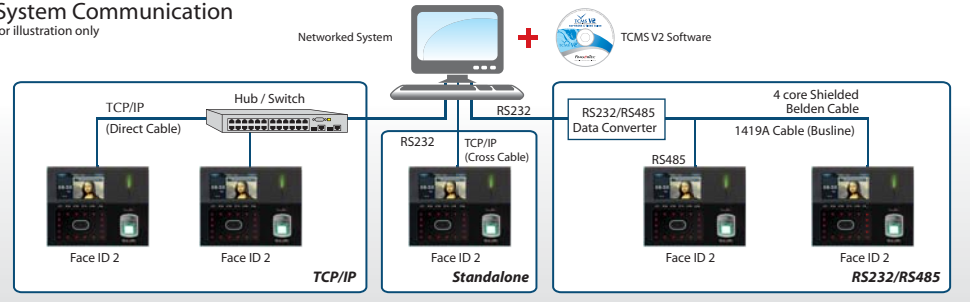 System Communication
or illustration only
Networked System
TCMS V2 Software
TCMS V2
TCP/IP
(Direct Cable)
Hub / Switch
RS232
TCP/IP
(Cross Cable)
RS232
RS232/RS485
Data Converter
4 core Shielded
Belden Cable
1419A Cable (Busline)
RS485
Face ID 2
Face ID 2
Face ID 2
Face ID 2
Face ID 2
TCP/IP
Standalone
RS232/RS485